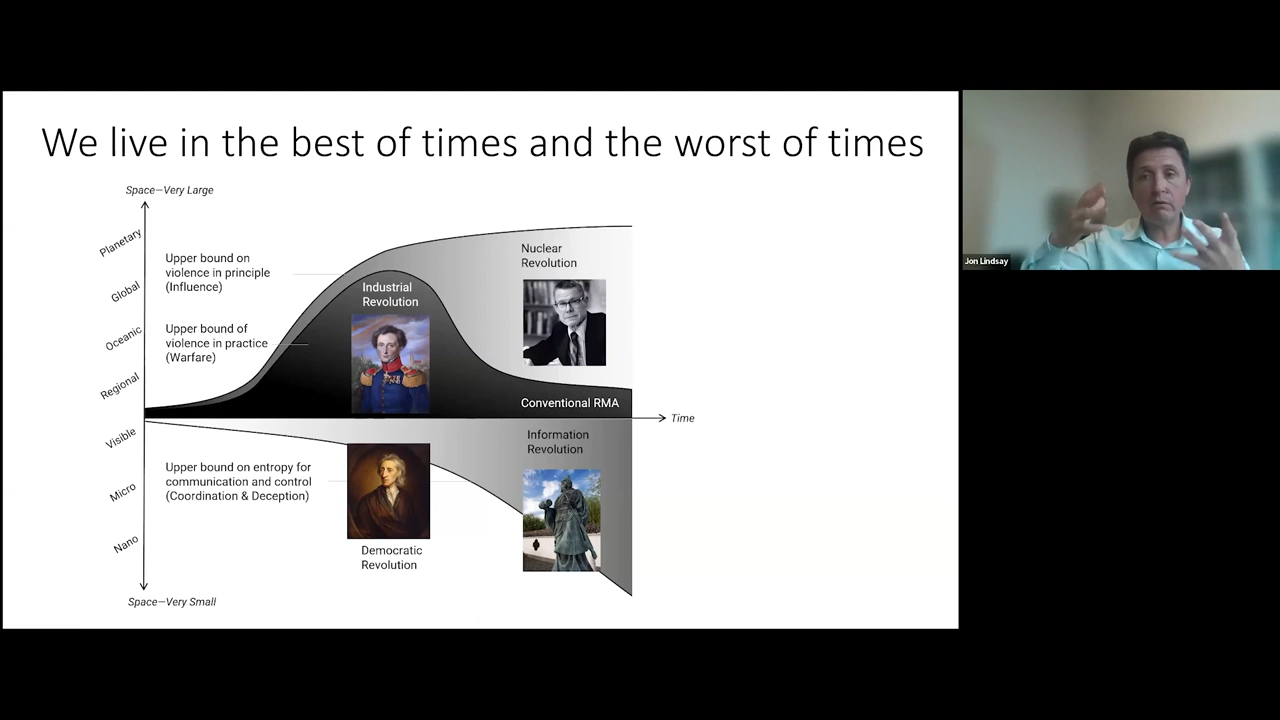 We live in the best of times and the worst of times
Space—Very Large
Planetary
Global
Oceanic
Regional
Visible
Micro
Nano
Space—Very Small
Upper bound on
violence in principle
(Influence)
Upper bound of
violence in practice
(Warfare)
Industrial
Revolution
Nuclear
Revolution
Conventional RMA
Time
Information
Revolution
Upper bound on entropy for
communication and control
(Coordination & Deception)
Democratic
Revolution
Jon Lindsay